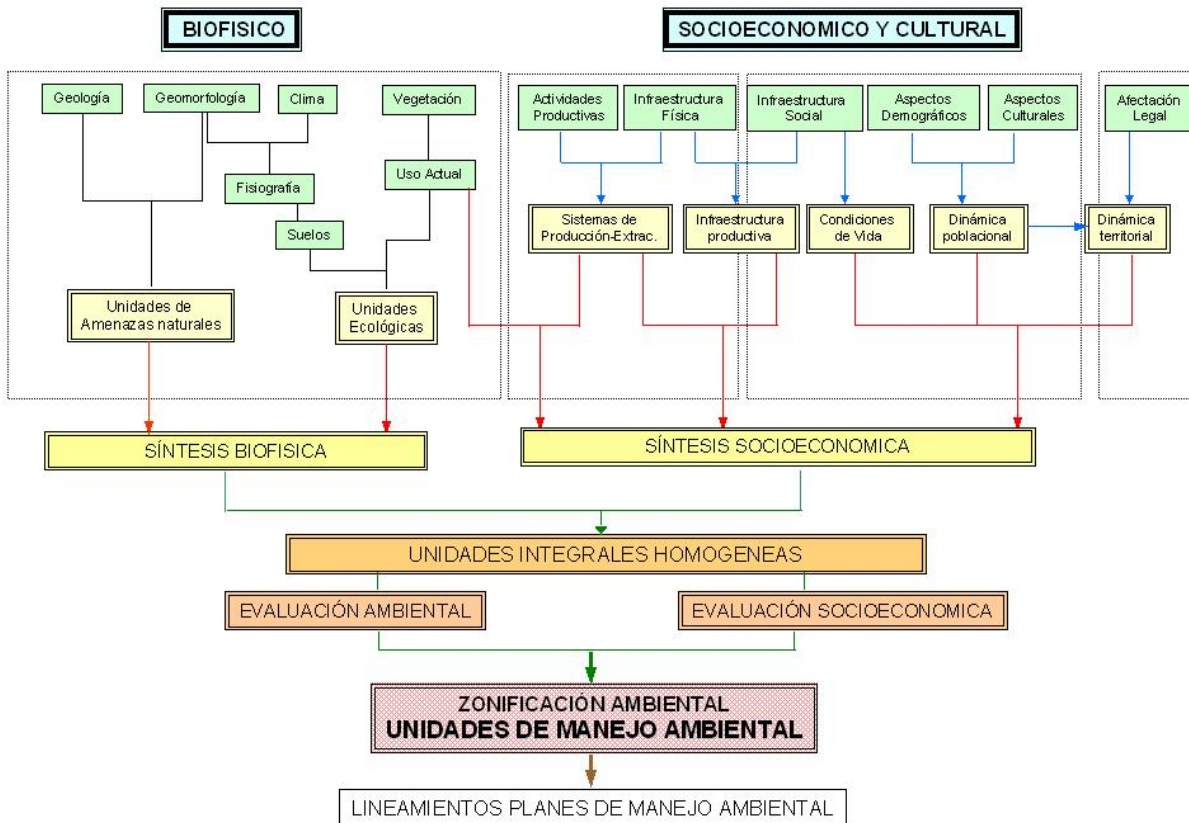 BIOFISICO
SOCIOECONOMICO Y CULTURAL
Geología
Geomorfología
Clima
Vegetación
Actividades
Productivas
Infraestructura
Física
Infraestructura
Social
Aspectos
Demográficos
Aspectos
Culturales
Afectación
Legal
Fisiografía
Uso Actual
Suelos
Sistemas de
Producción-Extrac.
Infraestructura
productiva
Condiciones
de Vida
Dinámica
poblacional
Dinámica
territorial
Unidades de
Amenazas naturales
Unidades
Ecológicas
SÍNTESIS BIOFISICA
SÍNTESIS SOCIOECONOMICA
UNIDADES INTEGRALES HOMOGENEAS
EVALUACIÓN AMBIENTAL
EVALUACIÓN SOCIOECONOMICA
ZONIFICACIÓN AMBIENTAL
UNIDADES DE MANEJO AMBIENTAL
LINEAMIENTOS PLANES DE MANEJO AMBIENTAL